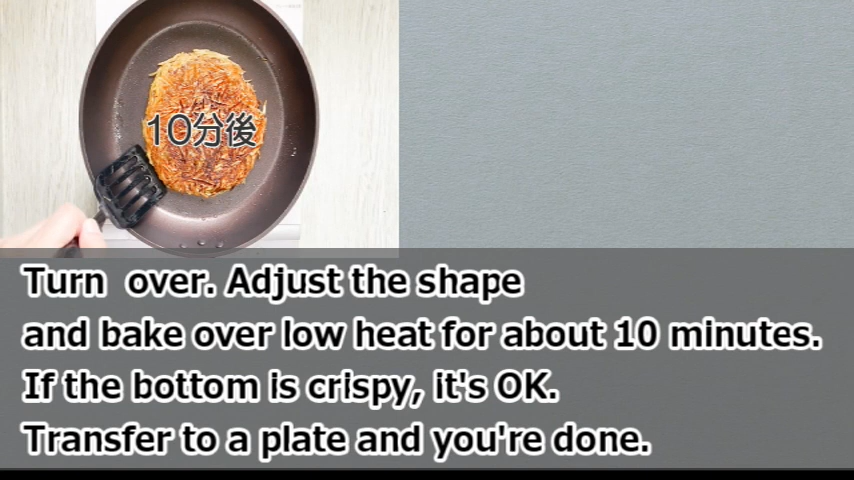 10分後
Turn  over. Adjust the shape
and bake over low heat for about 10 minutes.
If the bottom is crispy, it's OK.
Transfer to a plate and you're done.